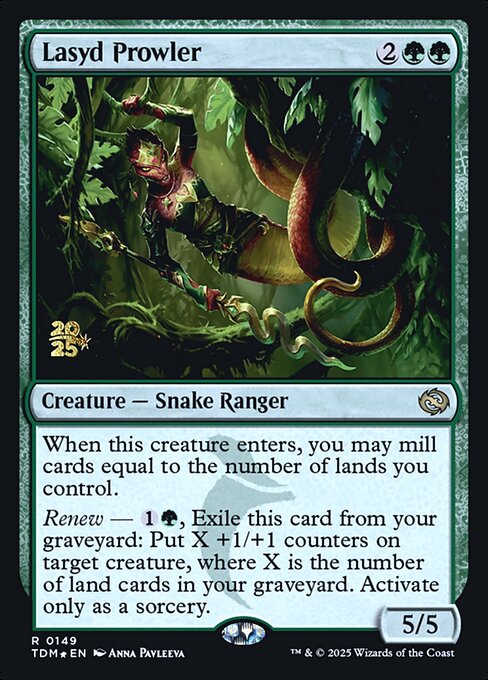 Lasyd Prowler 2
20
25
Creature — Snake Ranger
When this creature enters, you may mill
cards equal to the number of lands you
control.
Renew — 1, Exile this card from your
graveyard: Put X +1/+1 counters on
target creature, where X is the number
of land cards in your graveyard. Activate
only as a sorcery.
5/5
R 0149
TDM★EN Anna Pavleeva
™ & © 2025 Wizards of the Coast